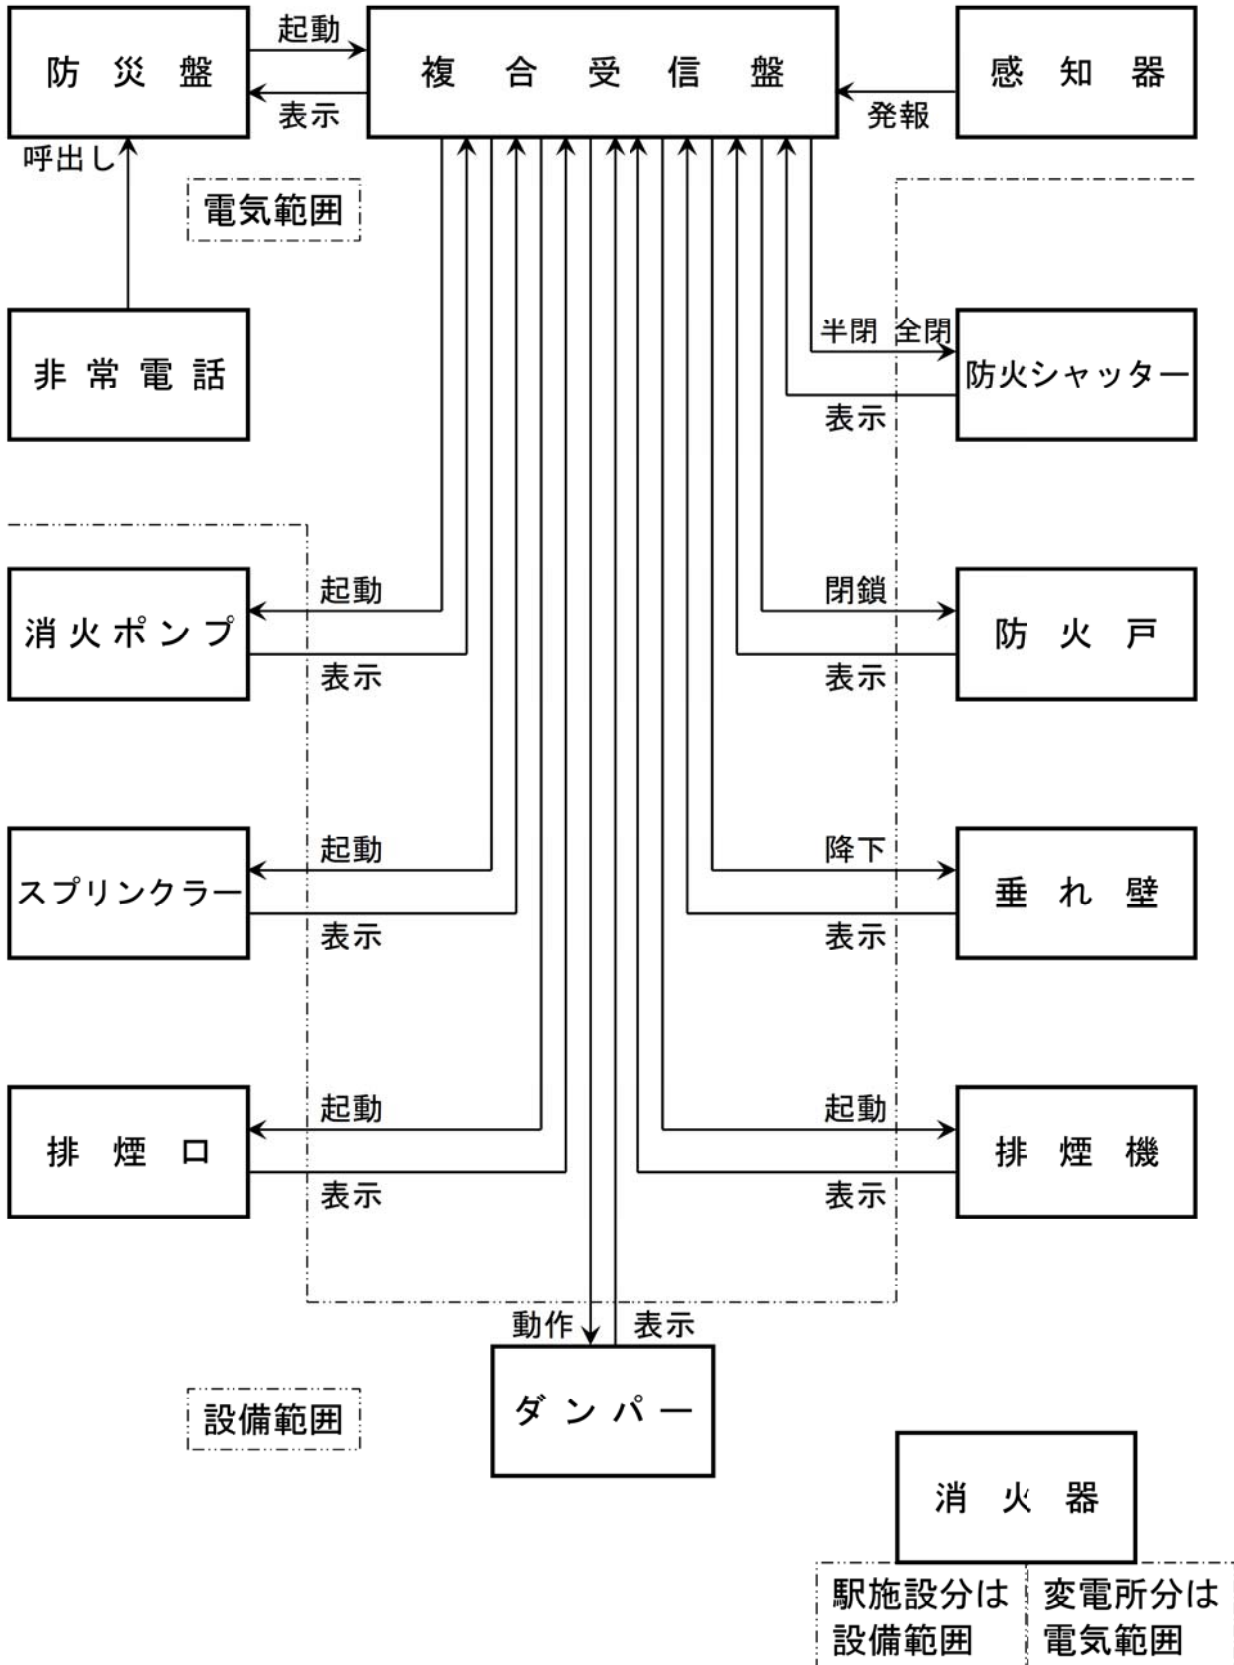 防災盤
起動
複合受信盤
感知器
表示
発報
呼出し
電気範囲
非常電話
半閉 全閉
防火シャッター
表示
起動
閉鎖
消火ポンプ
防火戸
表示
表示
起動
降下
スプリンクラー
垂れ壁
表示
表示
起動
起動
排煙口
排煙機
表示
表示
動作
表示
設備範囲
ダンパー
消火器
駅施設分は
設備範囲
変電所分は
電気範囲